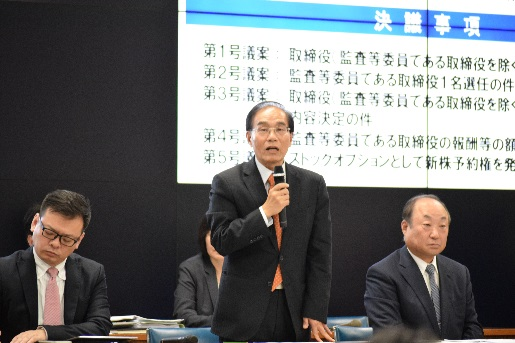 決議事項
第1号議案： 取締役 監査等委員である取締役を除く
第2号議案： 監査等委員である取締役1名選任の件
第3号議案 取締役 監査等委員である取締役を除く
内容決定の件
第4号 監査等委員である取締役の報酬等の額
第5号 ストックオプションとして新株予約権を発